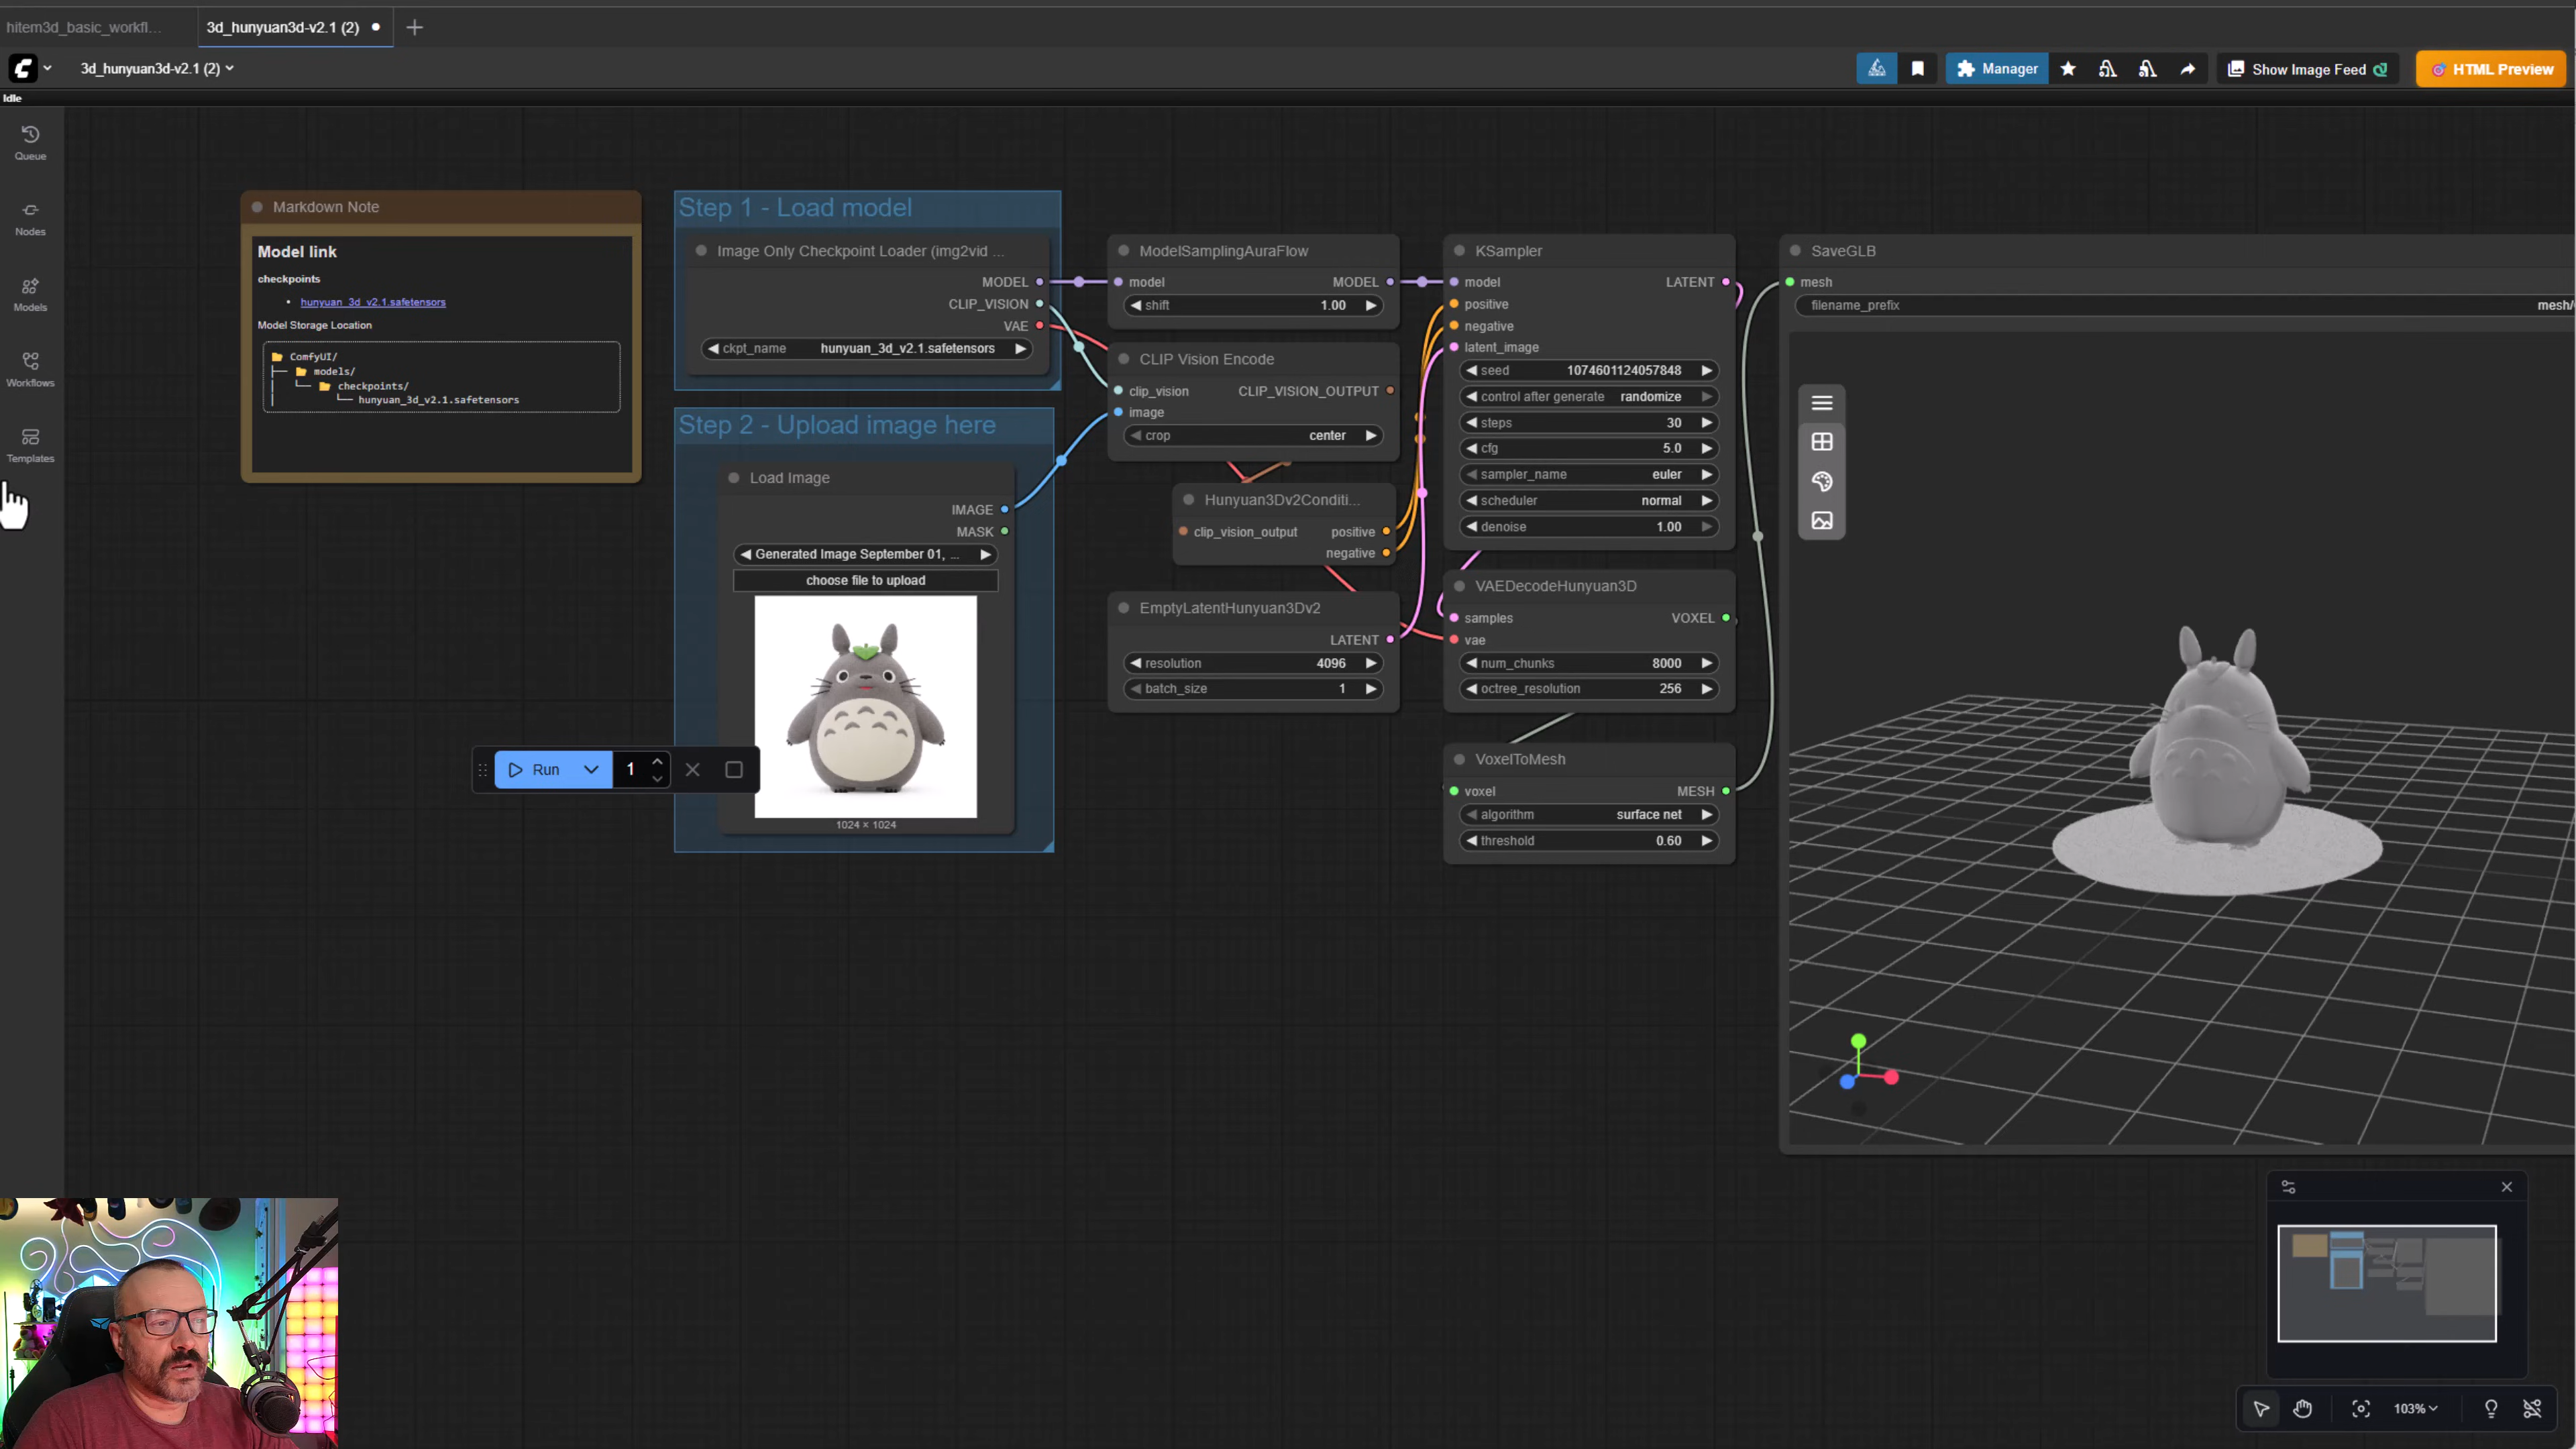 hitem3d_basic_workfl...
3d_hunyuan3d-v2.1 (2)
3d_hunyuan3d-v2.1 (2)
Manager
Show Image Feed
HTML Preview
Idle
Queue
Nodes
Models
Workflows
Templates
Markdown Note
Model link
checkpoints
• hunyuan_3d_v2.1.safetensors
Model Storage Location
ComfyUI/
├── models/
│ └── checkpoints/
│ └── hunyuan_3d_v2.1.safetensors
Step 1 - Load model
Image Only Checkpoint Loader (img2vid ...
MODEL
CLIP_VISION
VAE
ckpt_name hunyuan_3d_v2.1.safetensors
Step 2 - Upload image here
Load Image
IMAGE
MASK
Generated Image September 01, ...
choose file to upload
1024 × 1024
Run 1
ModelSamplingAuraFlow
model MODEL
shift 1.00
CLIP Vision Encode
clip_vision CLIP_VISION_OUTPUT
image
crop center
Hunyuan3Dv2Conditi...
clip_vision_output positive
negative
EmptyLatentHunyuan3Dv2
LATENT
resolution 4096
batch_size 1
KSampler
model LATENT
positive
negative
latent_image
seed 1074601124057848
control after generate randomize
steps 30
cfg 5.0
sampler_name euler
scheduler normal
denoise 1.00
VAEDecodeHunyuan3D
samples VOXEL
vae
num_chunks 8000
octree_resolution 256
VoxelToMesh
voxel MESH
algorithm surface net
threshold 0.60
SaveGLB
mesh
filename_prefix mesh/
103%